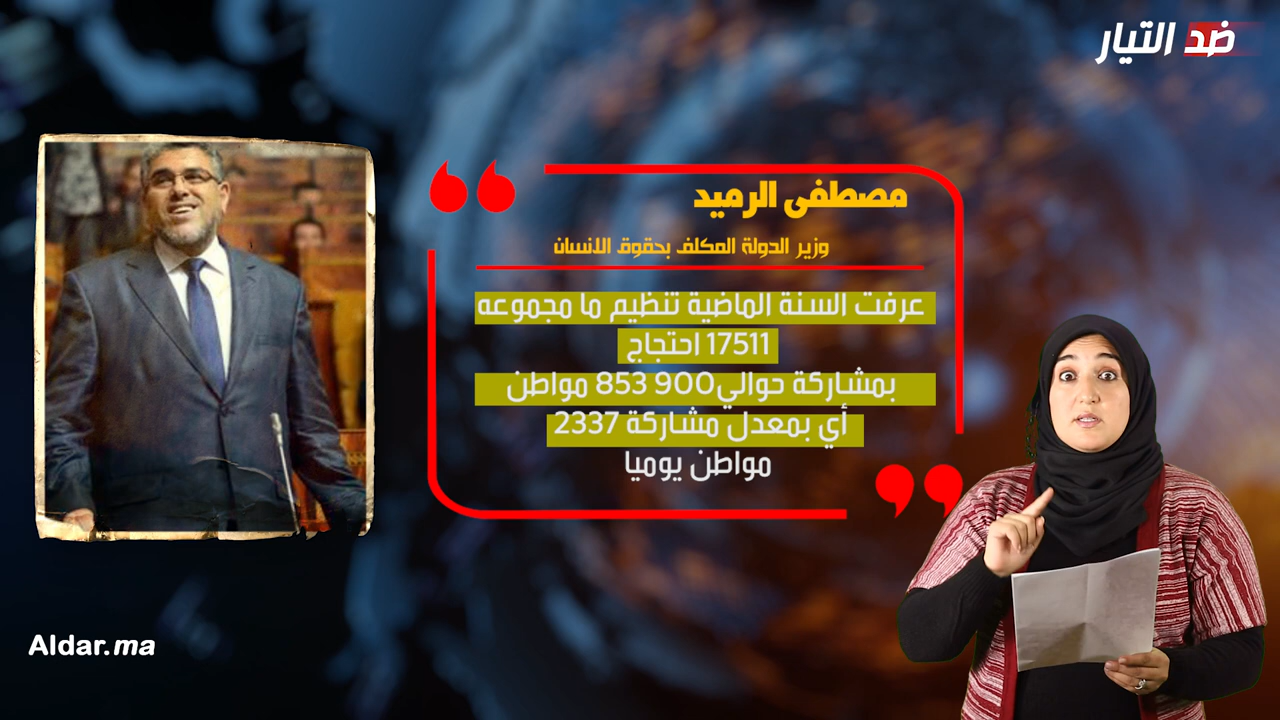 ضد التيار
مصطفى الرميد
وزير الدولة المكلف بحقوق الانسان
عرفت السنة الماضية تنظيم ما مجموعه
17511 احتجاج
بمشاركة حوالي900 853 مواطن
أي بمعدل مشاركة 2337
مواطن يوميا
Aldar.ma